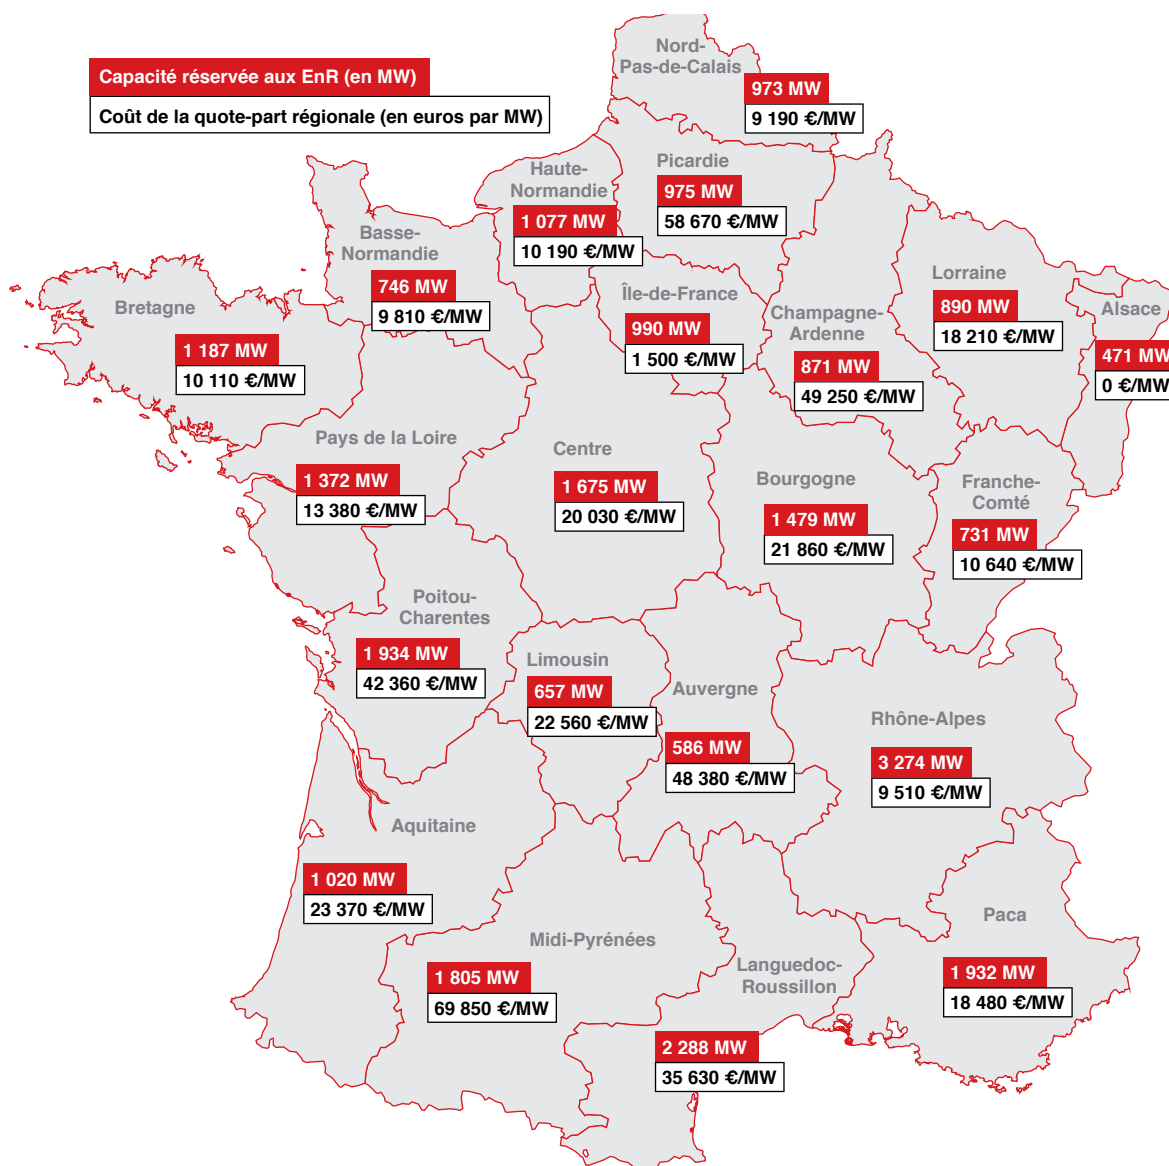 Capacité réservée aux EnR (en MW)
Coût de la quote-part régionale (en euros par MW)
Nord-
Pas-de-Calais
973 MW
9 190 €/MW
Picardie
975 MW
58 670 €/MW
Haute-
Normandie
1 077 MW
10 190 €/MW
Basse-
Normandie
746 MW
9 810 €/MW
Bretagne
1 187 MW
10 110 €/MW
Île-de-France
990 MW
1 500 €/MW
Champagne-
Ardenne
871 MW
49 250 €/MW
Lorraine
890 MW
18 210 €/MW
Alsace
471 MW
0 €/MW
Pays de la Loire
1 372 MW
13 380 €/MW
Centre
1 675 MW
20 030 €/MW
Bourgogne
1 479 MW
21 860 €/MW
Franche-
Comté
731 MW
10 640 €/MW
Poitou-
Charentes
1 934 MW
42 360 €/MW
Limousin
657 MW
22 560 €/MW
Auvergne
586 MW
48 380 €/MW
Rhône-Alpes
3 274 MW
9 510 €/MW
Aquitaine
1 020 MW
23 370 €/MW
Midi-Pyrénées
1 805 MW
69 850 €/MW
Languedoc-
Roussillon
2 288 MW
35 630 €/MW
Paca
1 932 MW
18 480 €/MW